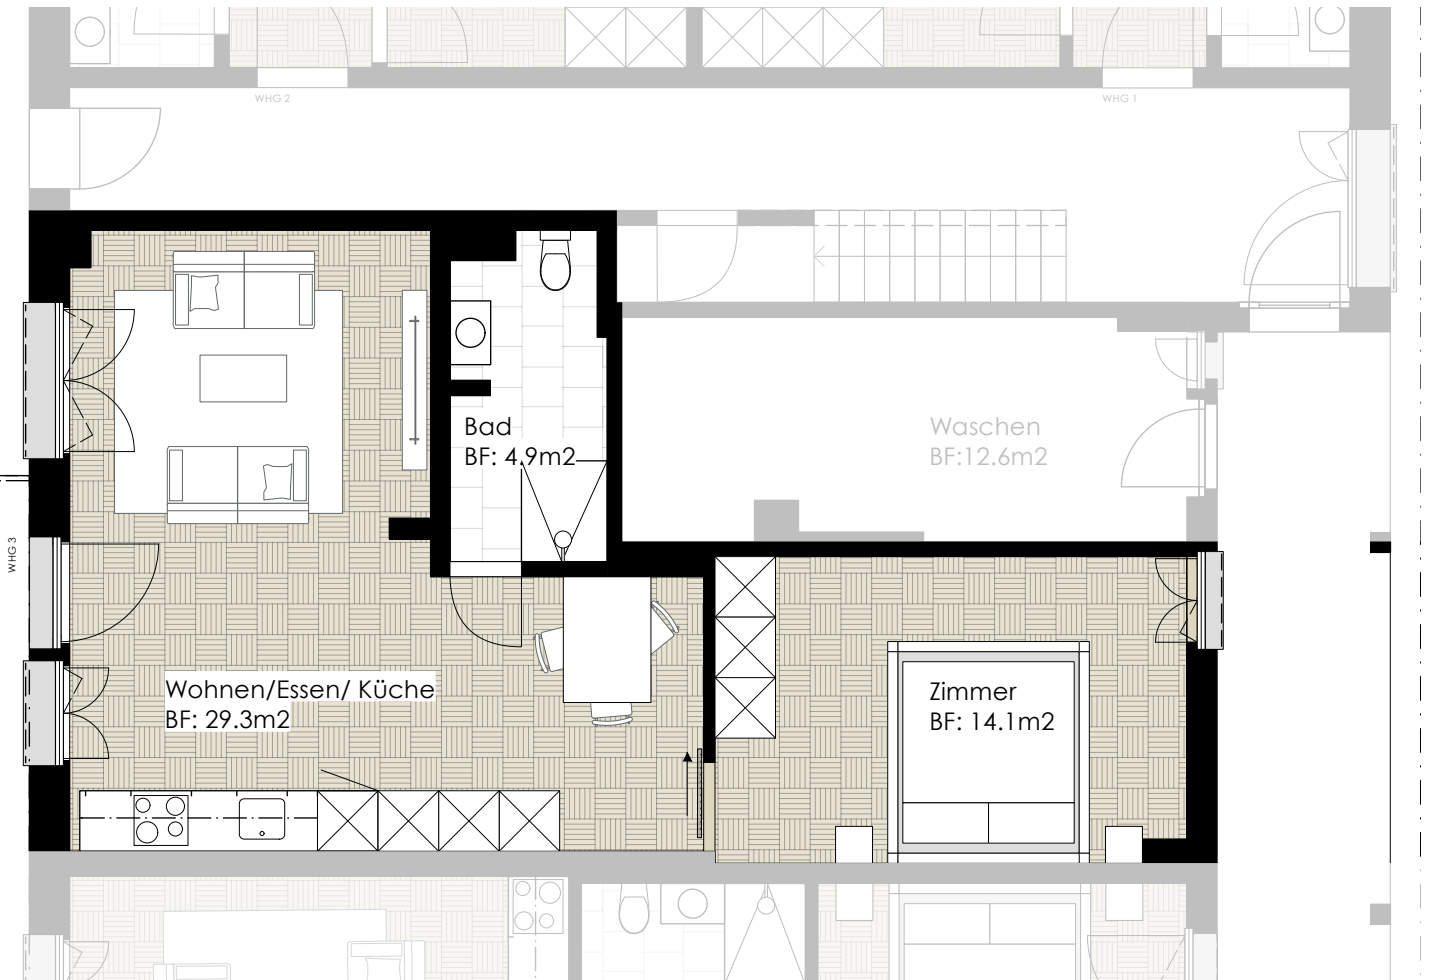 WHG 2
WHG 1
Bad
BF: 4.9m2
Waschen
BF:12.6m2
WHG 3
Wohnen/Essen/ Küche
BF: 29.3m2
Zimmer
BF: 14.1m2